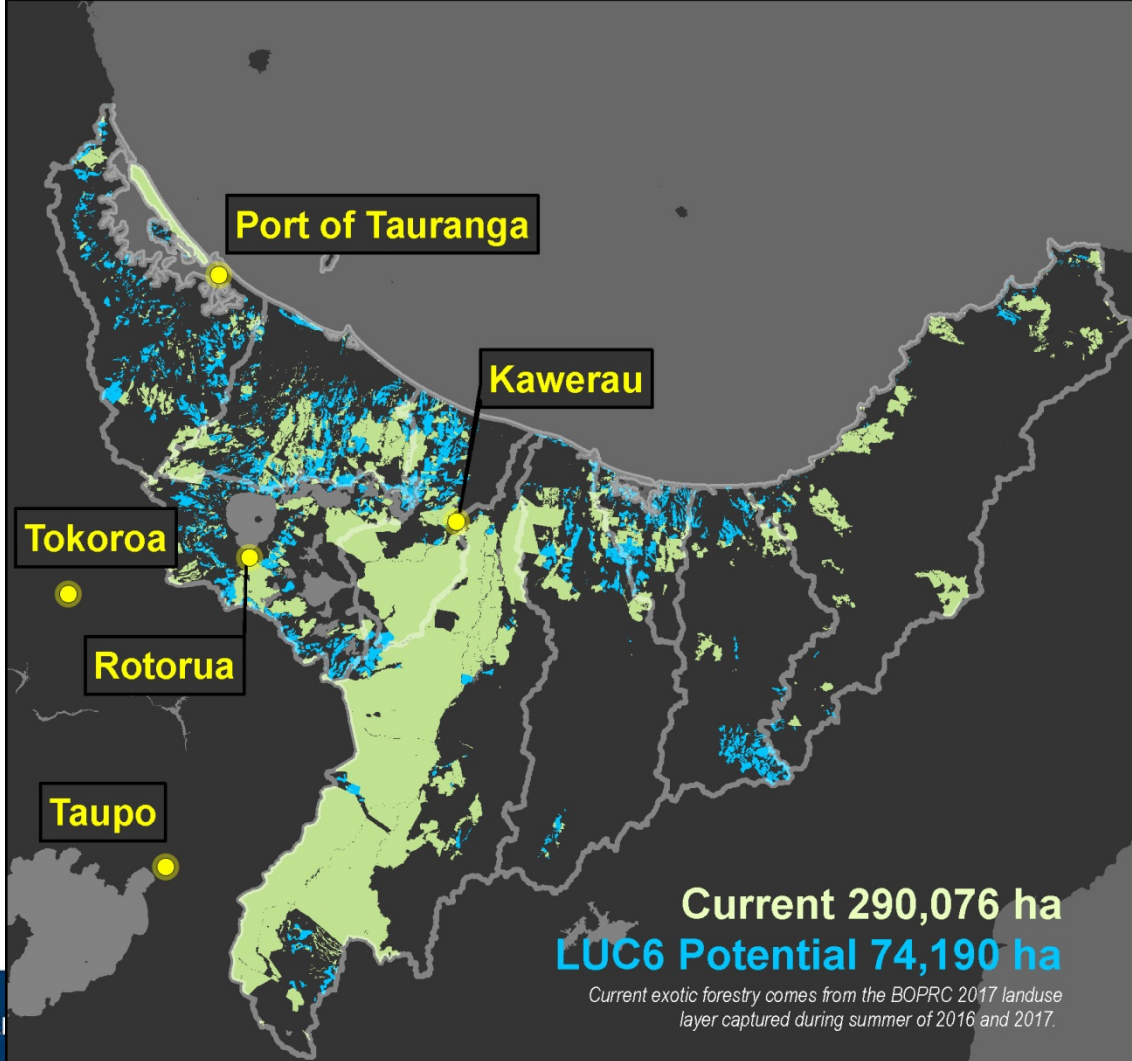 Port of Tauranga
Kawerau
Tokoroa
Rotorua
Taupo
Current 290,076 ha
LUC6 Potential 74,190 ha
Current exotic forestry comes from the BOPRC 2017 landuse
layer captured during summer of 2016 and 2017.